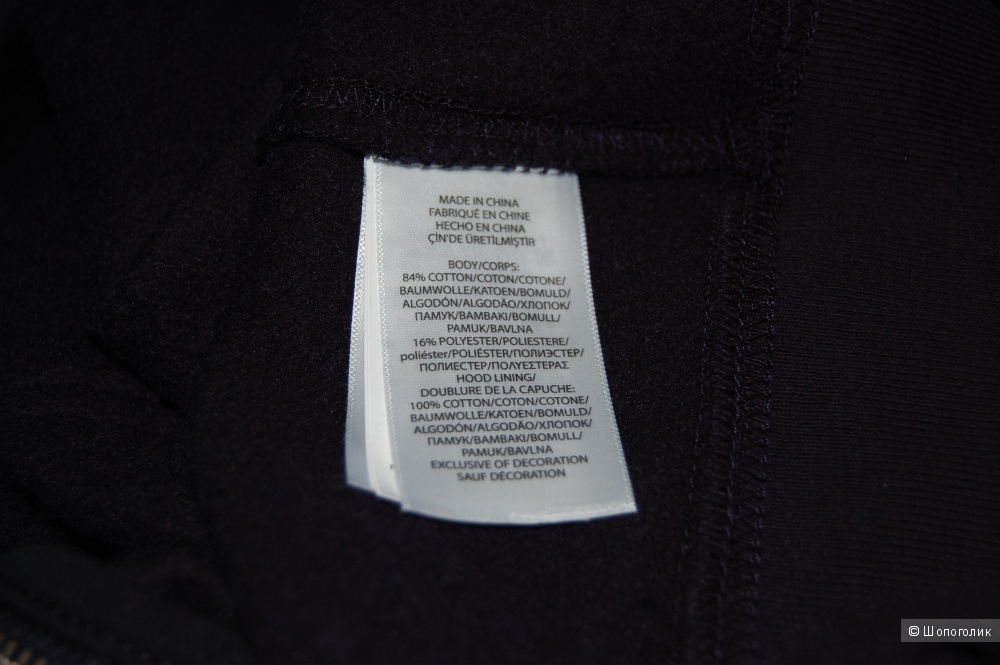 MADE IN CHINA
FABRIQUÉ EN CHINE
HECHO EN CHINA
ÇİN'DE ÜRETİLMİŞTİR
BODY/CORPS:
84% COTTON/COTON/COTONE/
BAUMWOLLE/KATOEN/BOMULD/
ALGODÓN/ALGODÃO/ХЛОПОК/
ПАМУК/ΒΑΜΒΑΚΙ/BOMULL/
PAMUK/BAVLNA
16% POLYESTER/POLIESTERE/
poliéster/POLIÉSTER/ПОЛИЭСТЕР/
ПОЛИЕСТЕР/ΠΟΛΥΕΣΤΕΡΑΣ
HOOD LINING/
DOUBLURE DE LA CAPUCHE:
100% COTTON/COTON/COTONE/
BAUMWOLLE/KATOEN/BOMULD/
ALGODÓN/ALGODÃO/ХЛОПОК/
ПАМУК/ΒΑΜΒΑΚΙ/BOMULL/
PAMUK/BAVLNA
EXCLUSIVE OF DECORATION
SAUF DÉCORATION
© Шопоголик